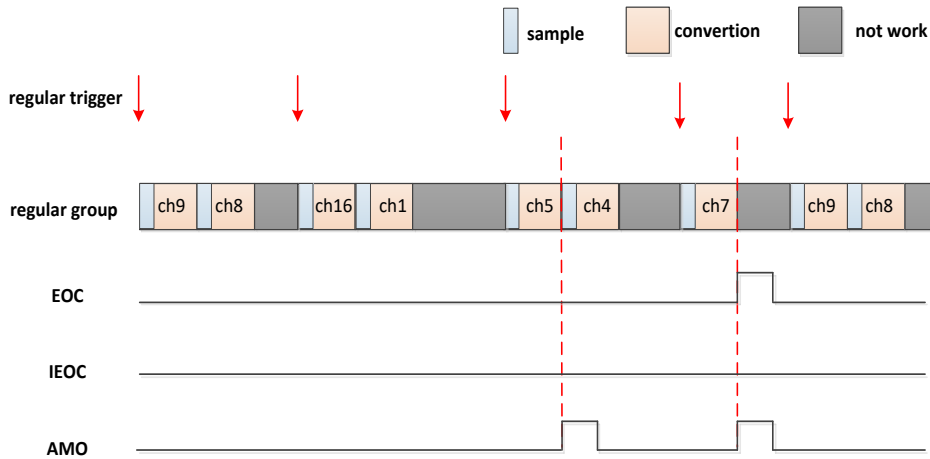 sample convertion not work
regular trigger
regular group ch9 ch8 ch16 ch1 ch5 ch4 ch7 ch9 ch8
EOC
IEOC
AMO